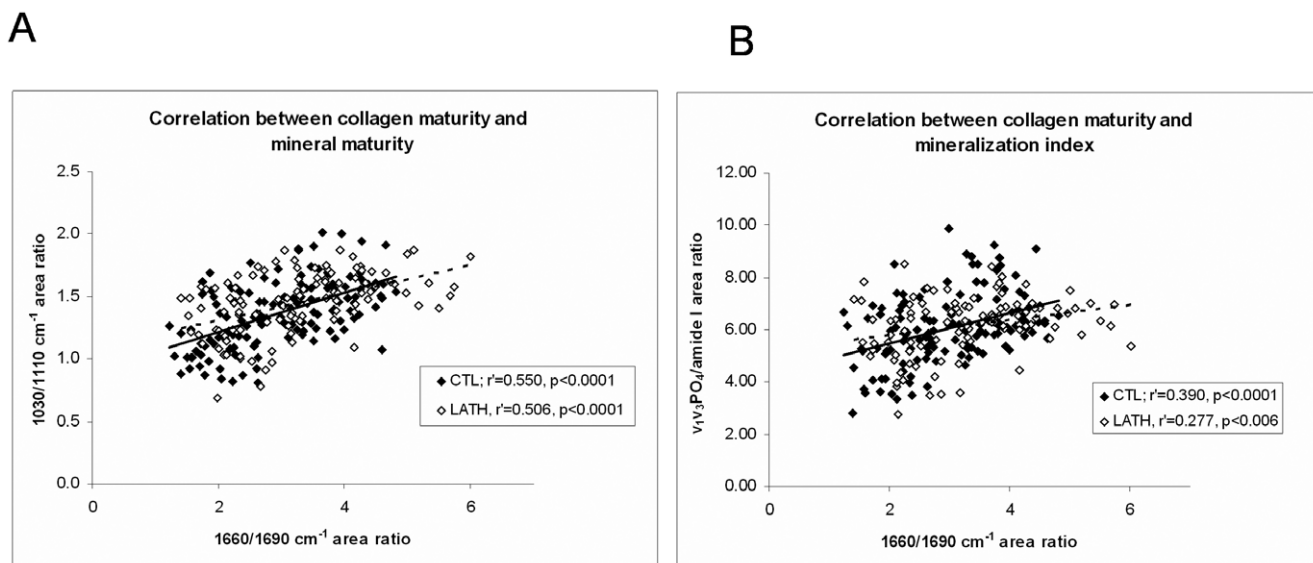 A
Correlation between collagen maturity and
mineral maturity
2.5
2.0
1.5
1.0
0.5
0.0
1030/1110 cm⁻¹ area ratio
0 2 4 6
1660/1690 cm⁻¹ area ratio
CTL; r'=0.550, p<0.0001
LATH, r'=0.506, p<0.0001
B
Correlation between collagen maturity and
mineralization index
12.00
10.00
8.00
6.00
4.00
2.00
0.00
ν₁ν₃PO₄/amide I area ratio
0 2 4 6
1660/1690 cm⁻¹ area ratio
CTL; r'=0.390, p<0.0001
LATH, r'=0.277, p<0.006